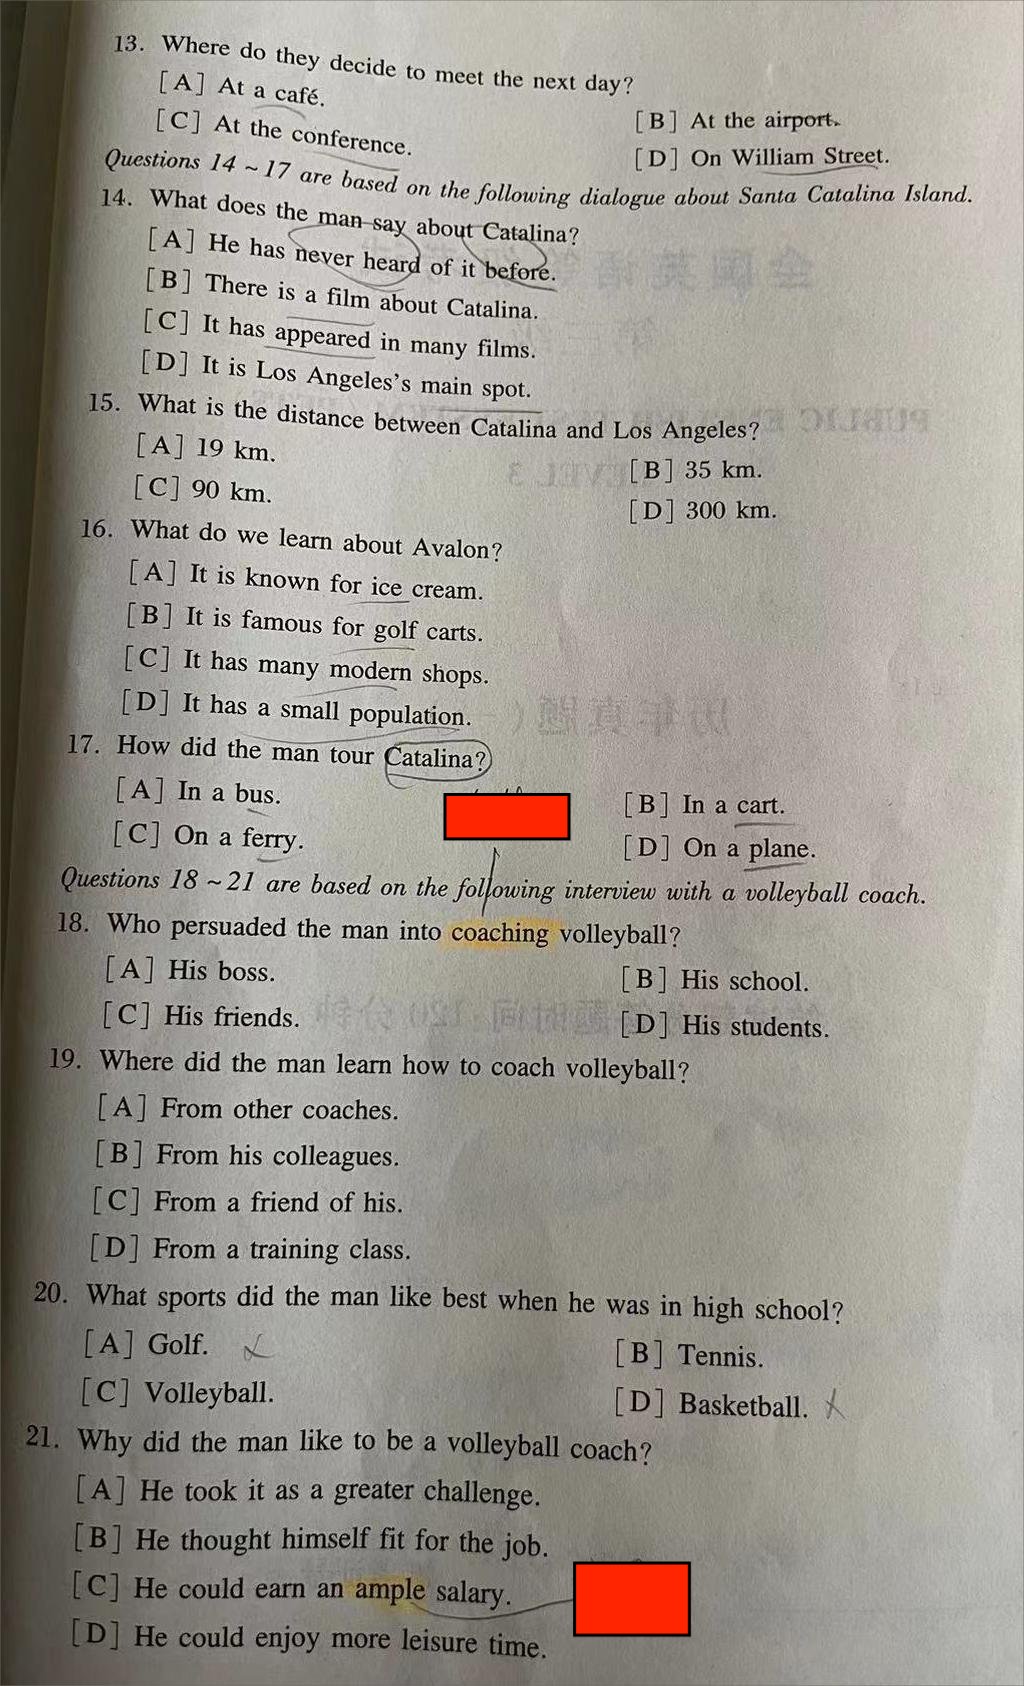 13. Where do they decide to meet the next day?
[A] At a café.
[B] At the airport.
[C] At the conference.
[D] On William Street.
Questions 14 ~ 17 are based on the following dialogue about Santa Catalina Island.
14. What does the man say about Catalina?
[A] He has never heard of it before.
[B] There is a film about Catalina.
[C] It has appeared in many films.
[D] It is Los Angeles's main spot.
15. What is the distance between Catalina and Los Angeles?
[A] 19 km.
[B] 35 km.
[C] 90 km.
[D] 300 km.
16. What do we learn about Avalon?
[A] It is known for ice cream.
[B] It is famous for golf carts.
[C] It has many modern shops.
[D] It has a small population.
17. How did the man tour Catalina?
[A] In a bus.
[B] In a cart.
[C] On a ferry.
[D] On a plane.
Questions 18 ~ 21 are based on the following interview with a volleyball coach.
18. Who persuaded the man into coaching volleyball?
[A] His boss.
[B] His school.
[C] His friends.
[D] His students.
19. Where did the man learn how to coach volleyball?
[A] From other coaches.
[B] From his colleagues.
[C] From a friend of his.
[D] From a training class.
20. What sports did the man like best when he was in high school?
[A] Golf.
[B] Tennis.
[C] Volleyball.
[D] Basketball.
21. Why did the man like to be a volleyball coach?
[A] He took it as a greater challenge.
[B] He thought himself fit for the job.
[C] He could earn an ample salary.
[D] He could enjoy more leisure time.